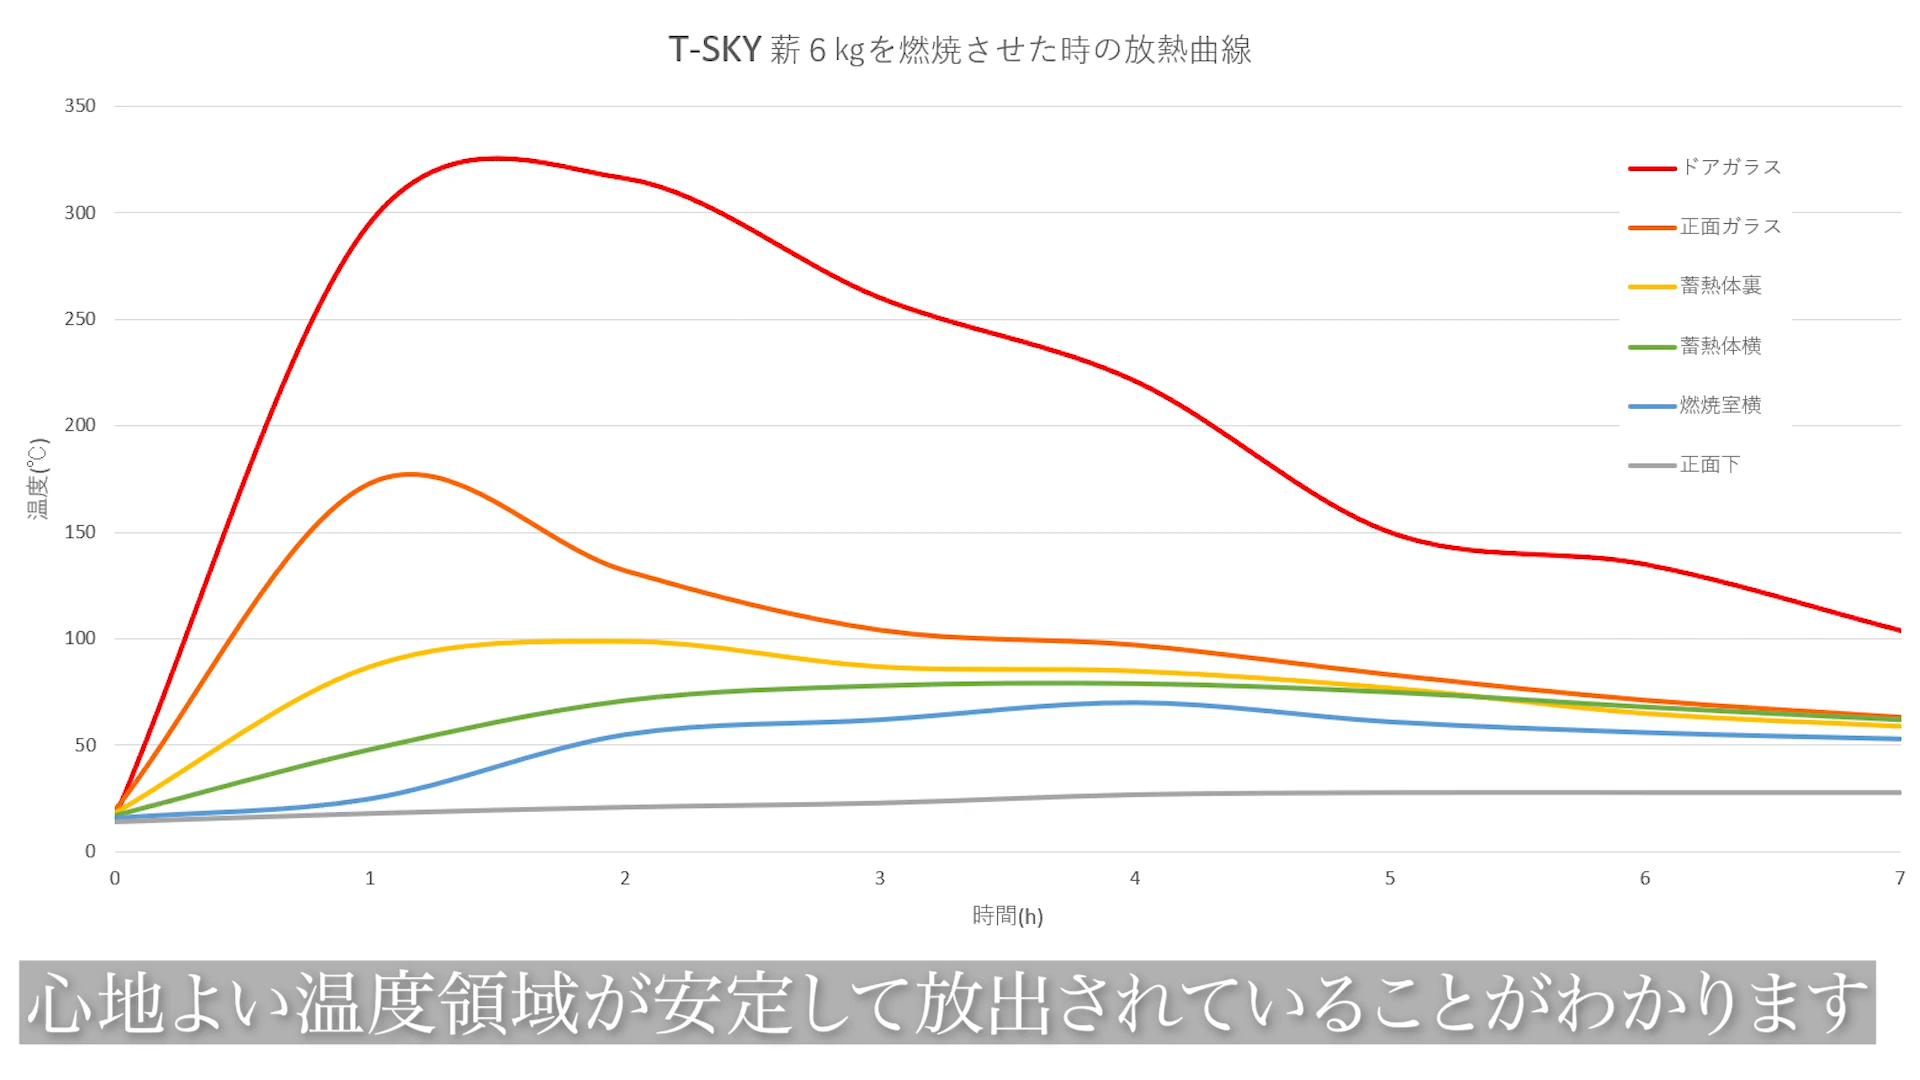 T-SKY 薪６㎏を燃焼させた時の放熱曲線
350
300
250
200
150
100
50
0
温度(℃)
0 1 2 3 4 5 6 7
時間(h)
ドアガラス
正面ガラス
蓄熱体裏
蓄熱体横
燃焼室横
正面下
心地よい温度領域が安定して放出されていることがわかります